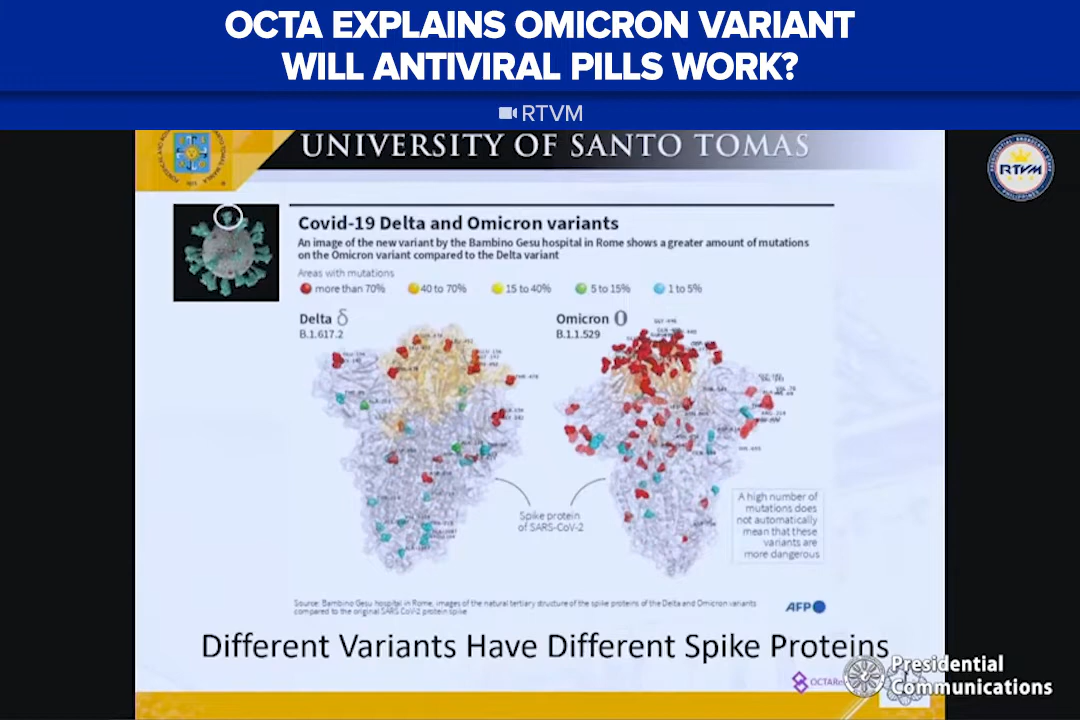 OCTA EXPLAINS OMICRON VARIANT
WILL ANTIVIRAL PILLS WORK?
RTVM
UNIVERSITY OF SANTO TOMAS
RTVM
Covid-19 Delta and Omicron variants
An image of the new variant by the Bambino Gesu hospital in Rome shows a greater amount of mutations
on the Omicron variant compared to the Delta variant
Areas with mutations
more than 70%
40 to 70%
15 to 40%
5 to 15%
1 to 5%
Delta δ
B.1.617.2
Omicron O
B.1.1.529
Spike protein
of SARS-CoV-2
A high number of
mutations does
not automatically
mean that these
variants are
more dangerous
Source: Bambino Gesu hospital in Rome, images of the natural tertiary structure of the spike proteins of the Delta and Omicron variants
compared to the original SARS CoV-2 protein spike
AFP
Different Variants Have Different Spike Proteins
Presidential
Communications